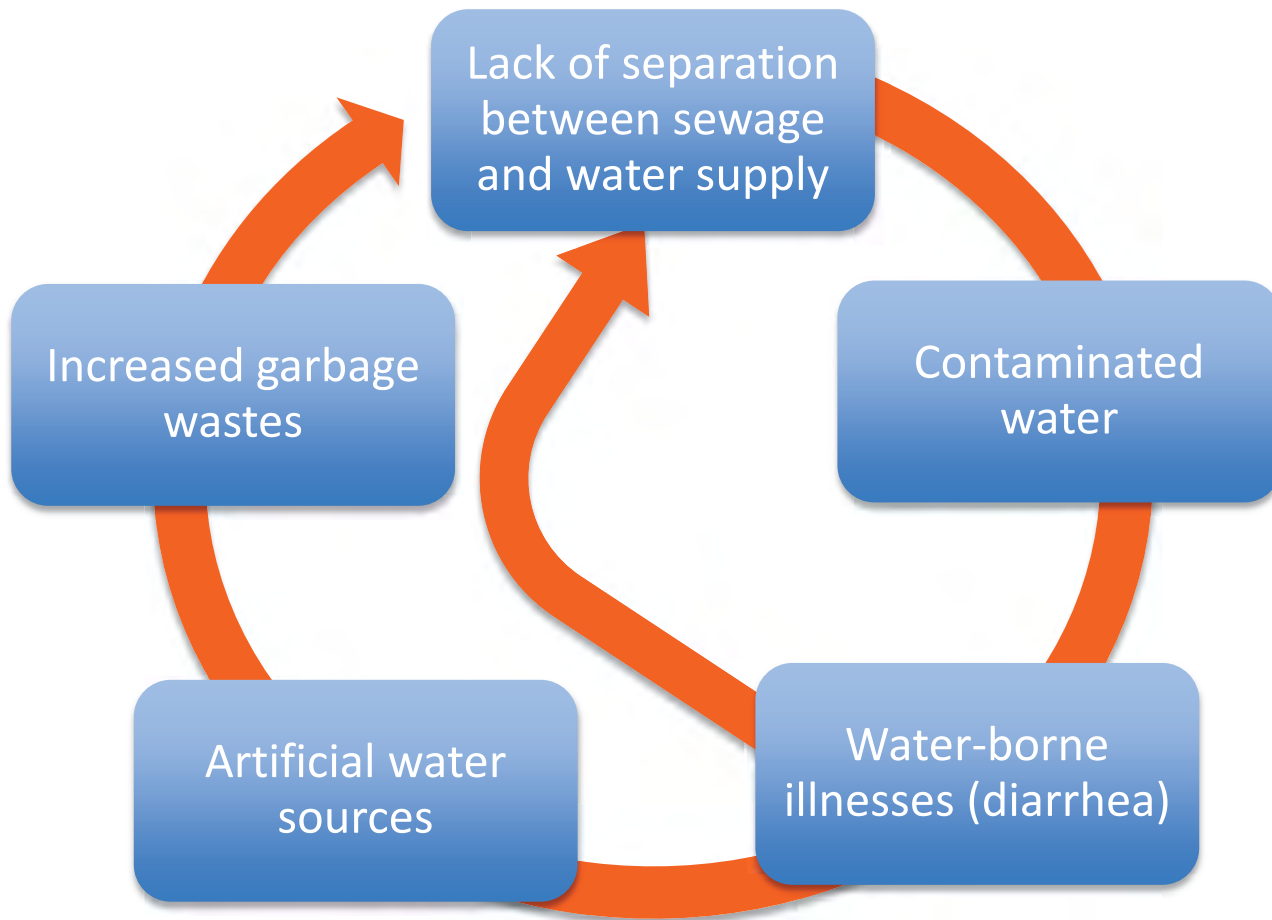 Lack of separation
between sewage
and water supply
Contaminated
water
Water-borne
illnesses (diarrhea)
Artificial water
sources
Increased garbage
wastes